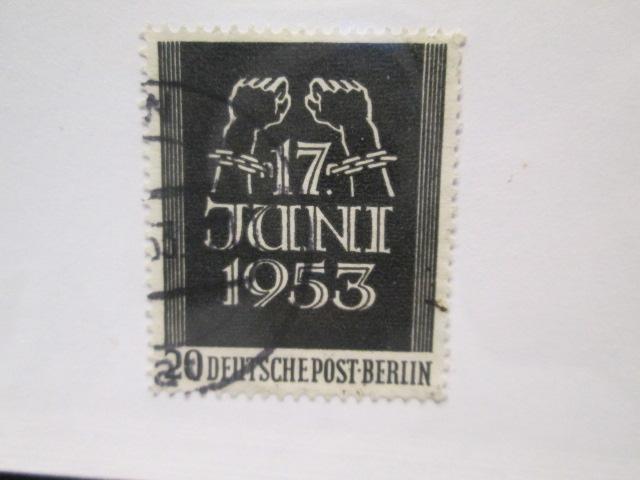 17.
JUNI
1953
20 DEUTSCHE POST·BERLIN